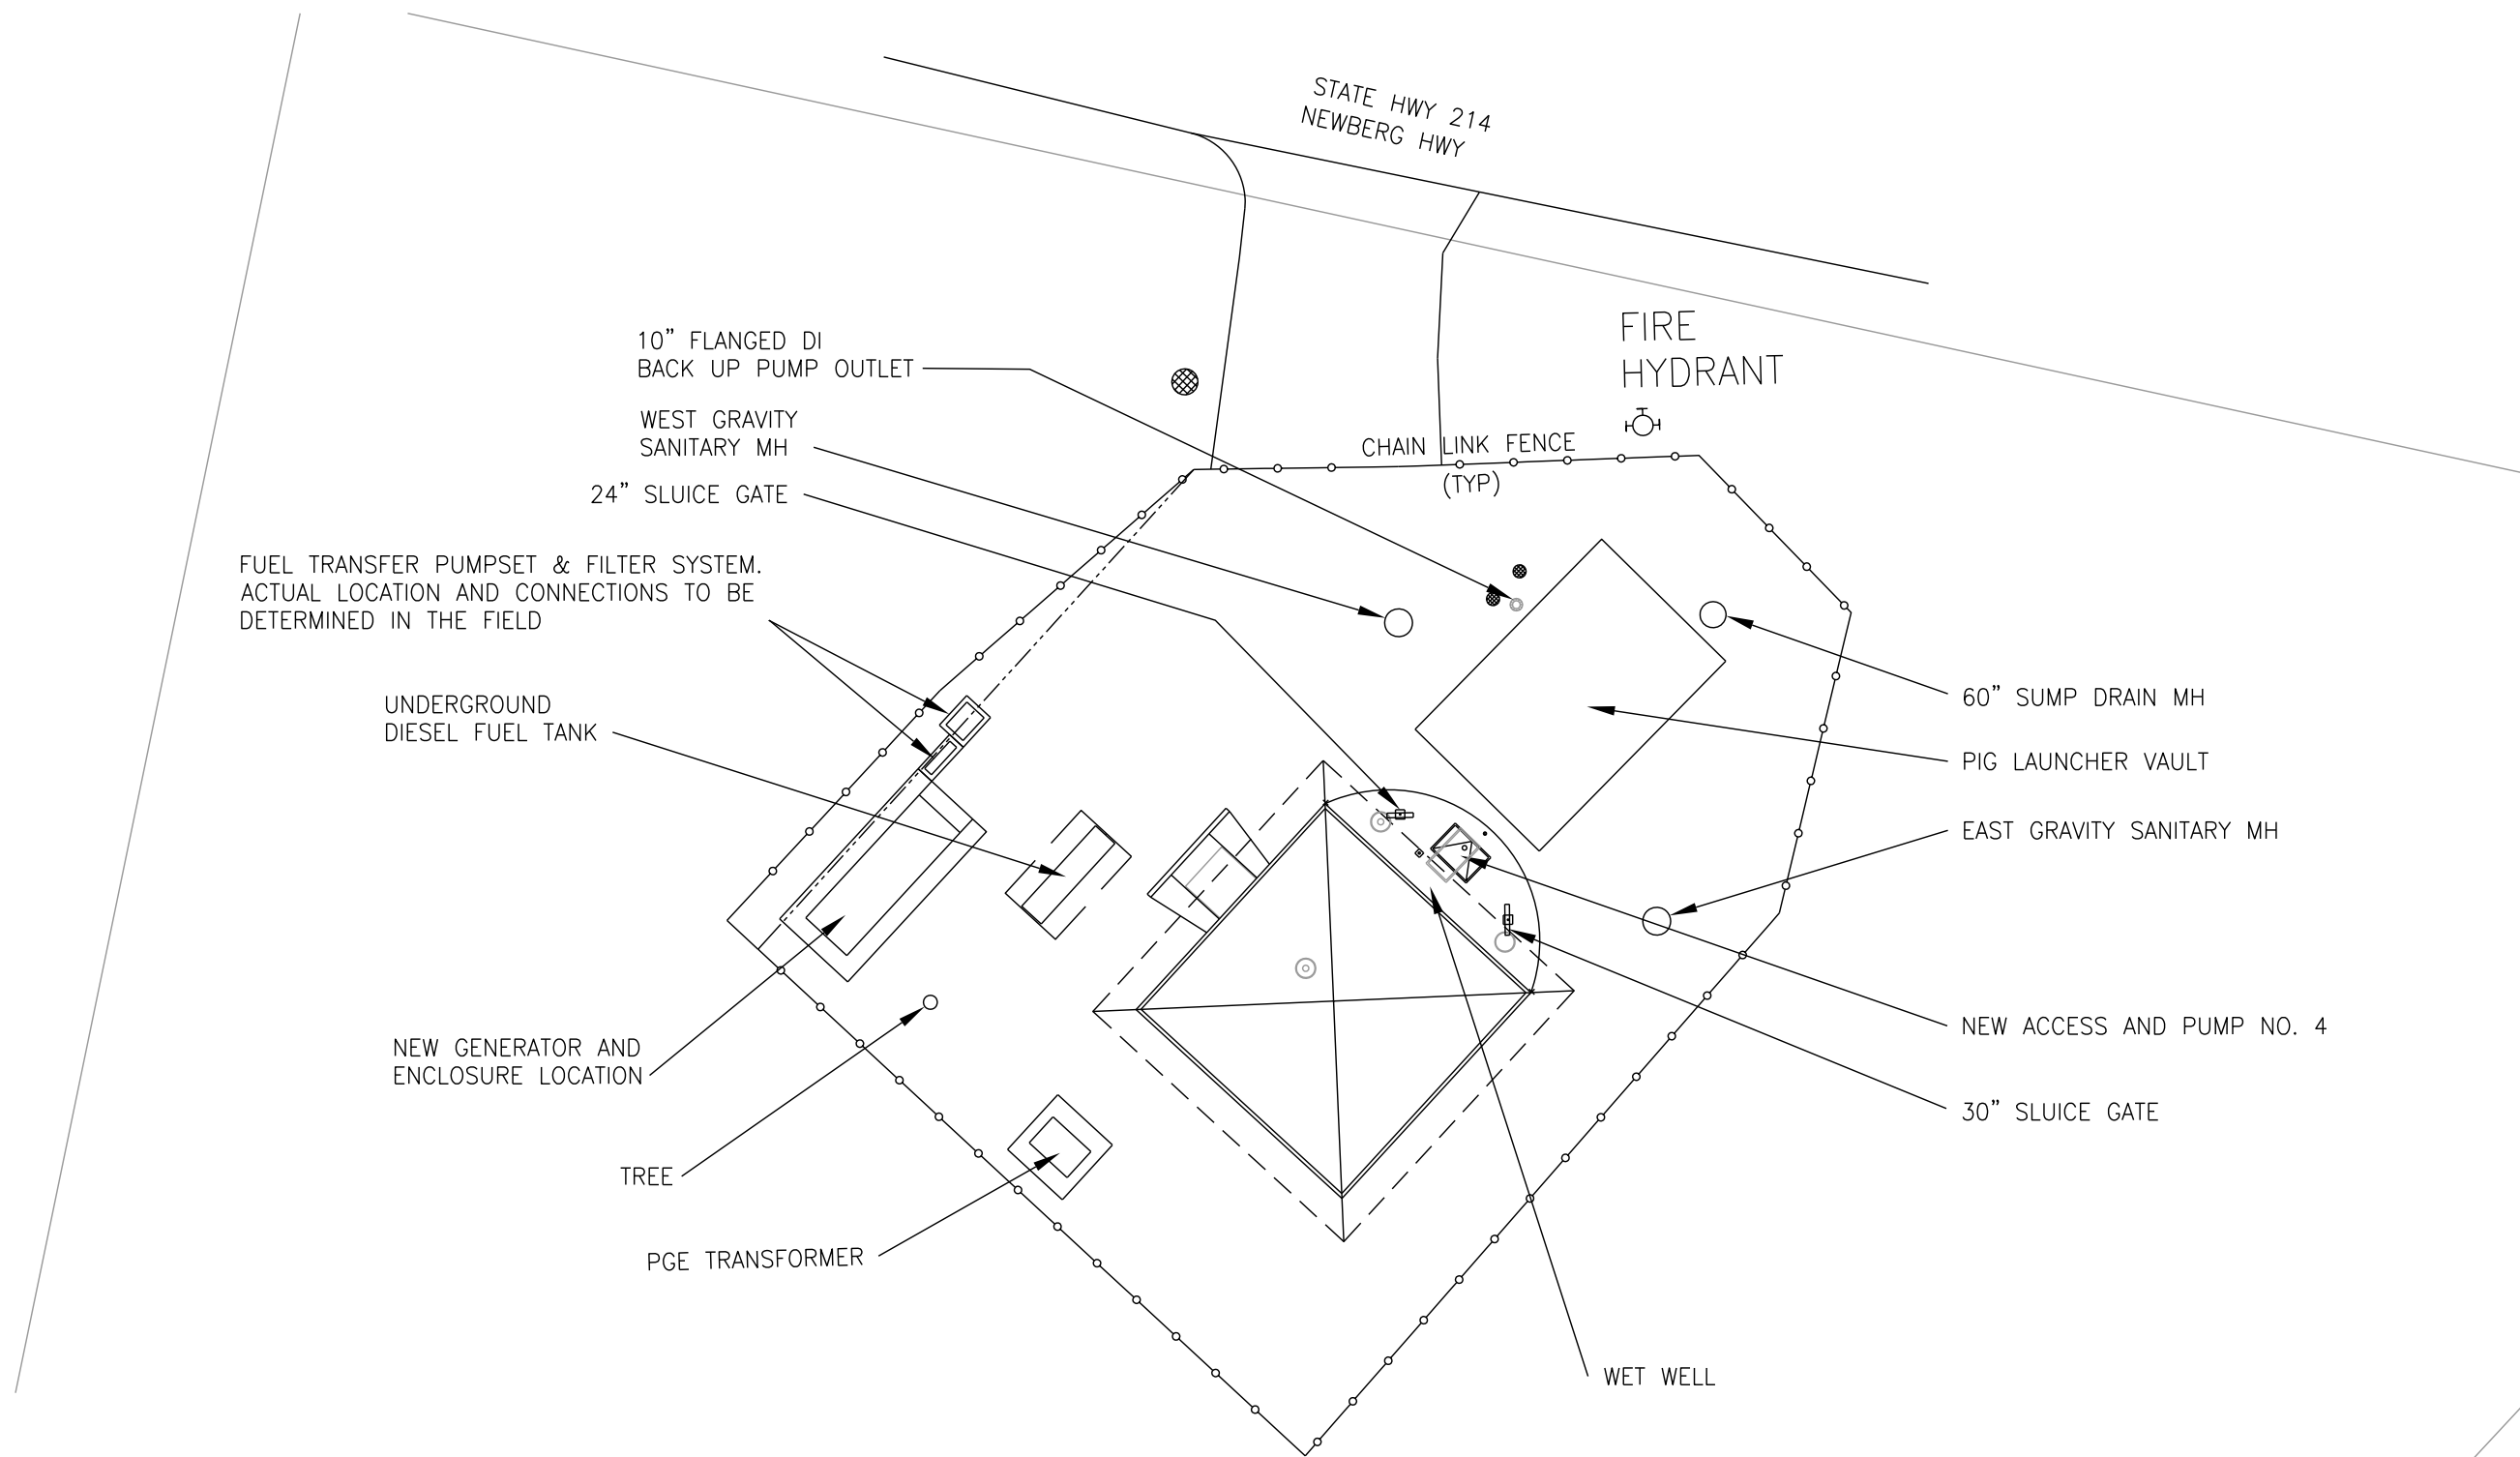 STATE HWY 214
NEWBERG HWY
10" FLANGED DI
BACK UP PUMP OUTLET
FIRE
HYDRANT
WEST GRAVITY
SANITARY MH
CHAIN LINK FENCE
(TYP)
24" SLUICE GATE
FUEL TRANSFER PUMPSET & FILTER SYSTEM.
ACTUAL LOCATION AND CONNECTIONS TO BE
DETERMINED IN THE FIELD
UNDERGROUND
DIESEL FUEL TANK
60" SUMP DRAIN MH
PIG LAUNCHER VAULT
EAST GRAVITY SANITARY MH
NEW ACCESS AND PUMP NO. 4
NEW GENERATOR AND
ENCLOSURE LOCATION
30" SLUICE GATE
TREE
PGE TRANSFORMER
WET WELL